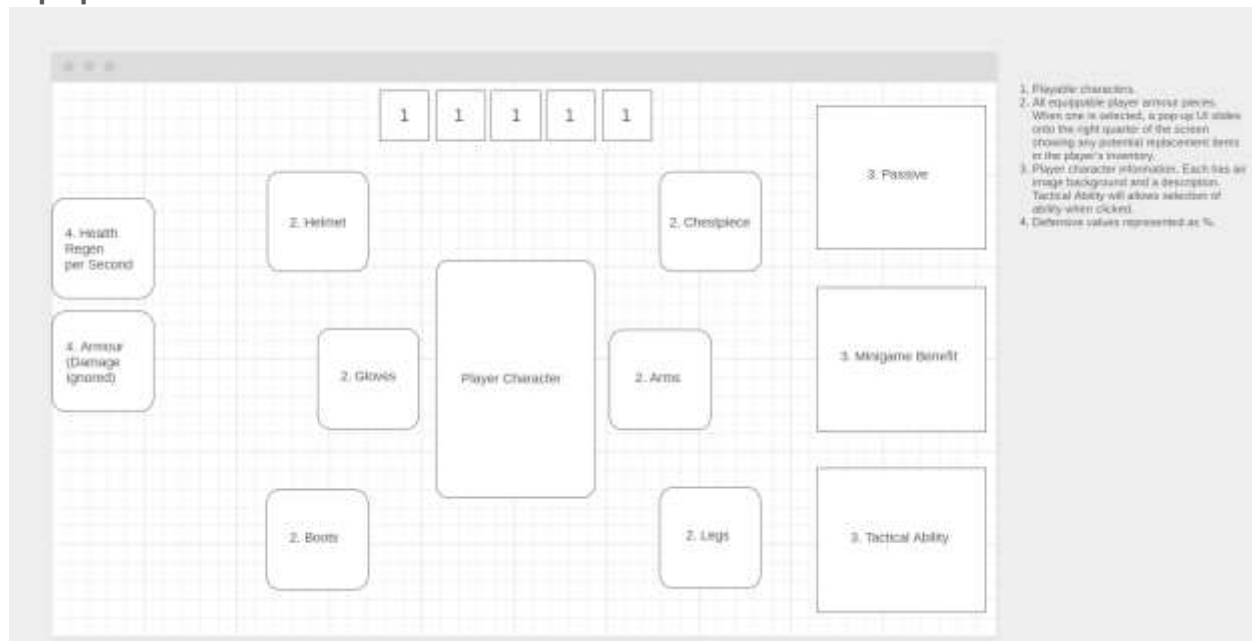 1 1 1 1 1
2. Helmet
2. Chestpiece
3. Passive
4. Health
Regen
per Second
4. Armour
(Damage
ignored)
2. Gloves
Player Character
2. Arms
3. Minigame Benefit
2. Boots
2. Legs
3. Tactical Ability
1. Playable characters.
2. All equippable player armour pieces.
When one is selected, a pop-up UI slides
onto the right quarter of the screen
showing any potential replacement items
in the player's inventory.
3. Player character information. Each has an
image background and a description.
Tactical Ability will allows selection of
ability when clicked.
4. Defensive values represented as %.